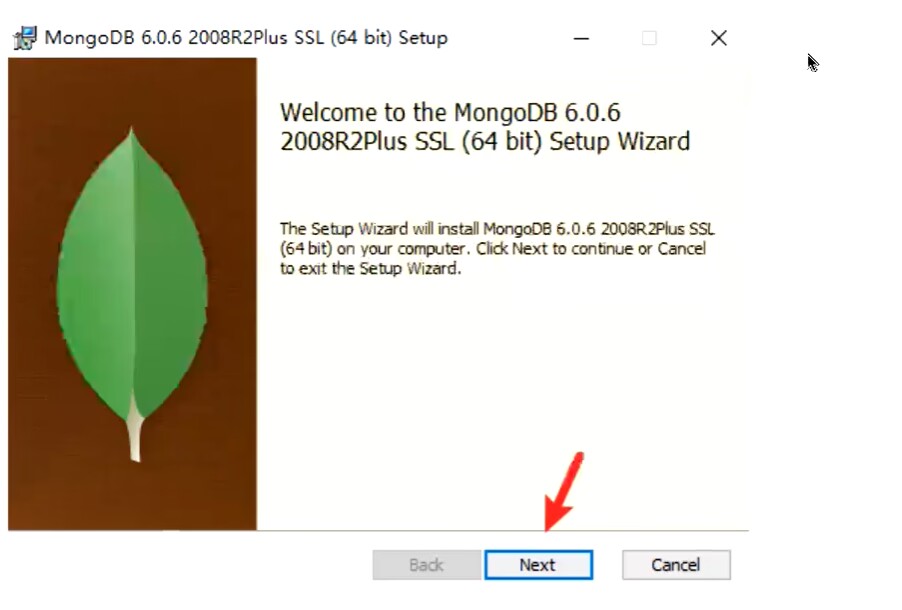 MongoDB 6.0.6 2008R2Plus SSL (64 bit) Setup
Welcome to the MongoDB 6.0.6
2008R2Plus SSL (64 bit) Setup Wizard
The Setup Wizard will install MongoDB 6.0.6 2008R2Plus SSL
(64 bit) on your computer. Click Next to continue or Cancel
to exit the Setup Wizard.
Back Next Cancel